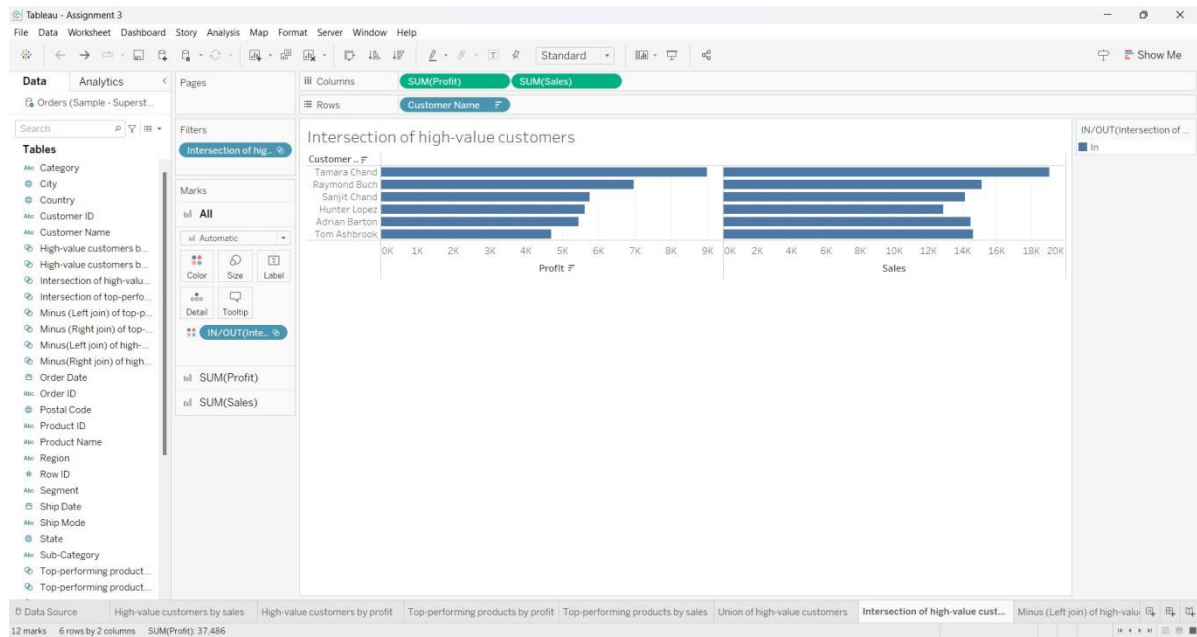 Tableau - Assignment 3
File Data Worksheet Dashboard Story Analysis Map Format Server Window Help
Standard
Show Me
Data Analytics
Orders (Sample - Superst...
Search
Tables
Abc Category
City
Country
Abc Customer ID
Abc Customer Name
High-value customers b...
High-value customers b...
Intersection of high-valu...
Intersection of top-perfo...
Minus (Left join) of top-p...
Minus (Right join) of top-...
Minus(Left join) of high-...
Minus(Right join) of high...
Order Date
Abc Order ID
Postal Code
Abc Product ID
Abc Product Name
Abc Region
# Row ID
Abc Segment
Ship Date
Abc Ship Mode
State
Abc Sub-Category
Top-performing product...
Top-performing product...
Pages
Filters
Intersection of hig..
Marks
All
Automatic
Color Size Label
Detail Tooltip
IN/OUT(Inte..
SUM(Profit)
SUM(Sales)
Columns SUM(Profit) SUM(Sales)
Rows Customer Name
Intersection of high-value customers
Customer ..
Tamara Chand
Raymond Buch
Sanjit Chand
Hunter Lopez
Adrian Barton
Tom Ashbrook
0K 1K 2K 3K 4K 5K 6K 7K 8K 9K 0K 2K 4K 6K 8K 10K 12K 14K 16K 18K 20K
Profit Sales
IN/OUT(Intersection of ...
In
Data Source High-value customers by sales High-value customers by profit Top-performing products by profit Top-performing products by sales Union of high-value customers Intersection of high-value cust... Minus (Left join) of high-valu
12 marks 6 rows by 2 columns SUM(Profit): 37,486